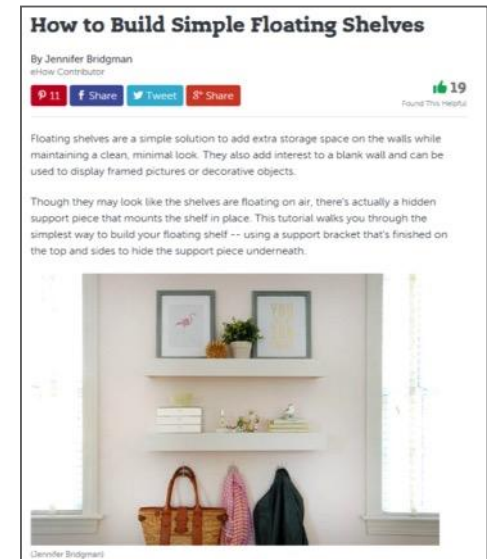 How to Build Simple Floating Shelves
By Jennifer Bridgman
eHow Contributor
11
f Share
Tweet
g+ Share
19
Found This Helpful
Floating shelves are a simple solution to add extra storage space on the walls while
maintaining a clean, minimal look. They also add interest to a blank wall and can be
used to display framed pictures or decorative objects.
Though they may look like the shelves are floating on air, there's actually a hidden
support piece that mounts the shelf in place. This tutorial walks you through the
simplest way to build your floating shelf -- using a support bracket that's finished on
the top and sides to hide the support piece underneath.
(Jennifer Bridgman)